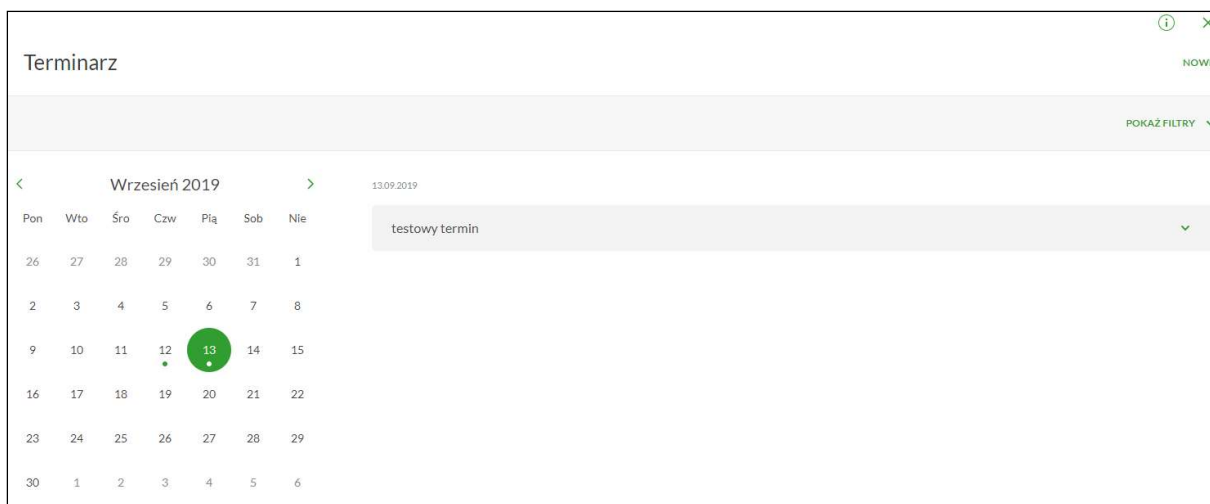 Terminarz
NOWE
POKAŻ FILTRY
Wrzesień 2019
Pon Wto Śro Czw Pią Sob Nie
26 27 28 29 30 31 1
2 3 4 5 6 7 8
9 10 11 12 13 14 15
16 17 18 19 20 21 22
23 24 25 26 27 28 29
30 1 2 3 4 5 6
13.09.2019
testowy termin